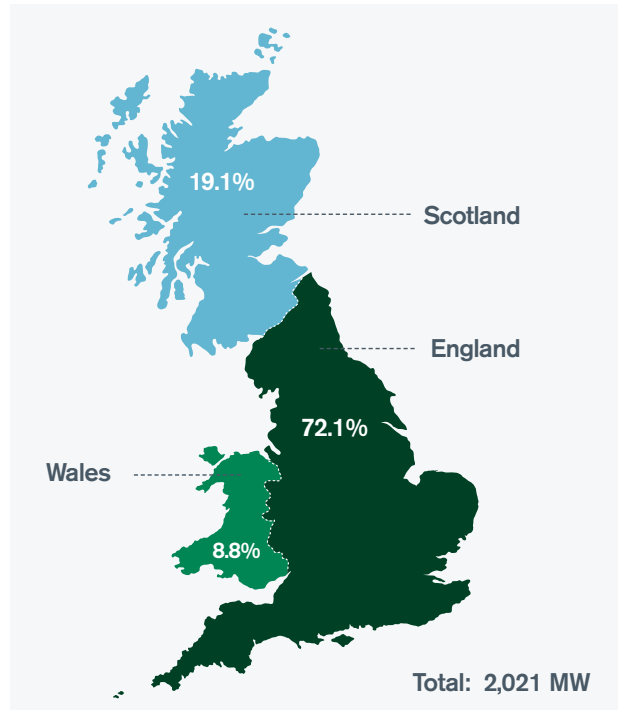 19.1%
Scotland
England
72.1%
Wales
8.8%
Total: 2,021 MW